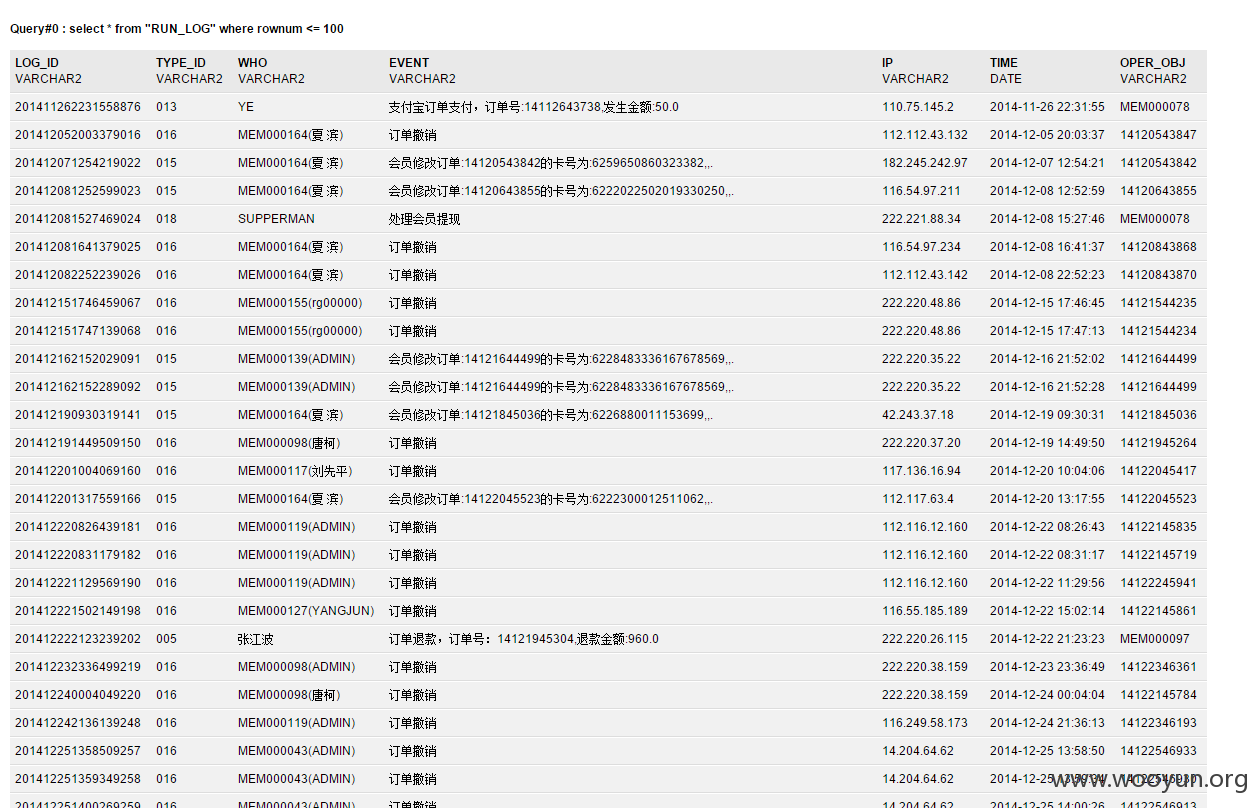 Query#0 : select * from "RUN_LOG" where rownum <= 100
LOG_ID TYPE_ID WHO EVENT IP TIME OPER_OBJ
VARCHAR2 VARCHAR2 VARCHAR2 VARCHAR2 VARCHAR2 DATE VARCHAR2
201411262231558876 013 YE 支付宝订单支付，订单号:14112643738,发生金额:50.0 110.75.145.2 2014-11-26 22:31:55 MEM000078
201412052003379016 016 MEM000164(夏 滨) 订单撤销 112.112.43.132 2014-12-05 20:03:37 14120543847
201412071254219022 015 MEM000164(夏 滨) 会员修改订单:14120543842的卡号为:6259650860323382,,. 182.245.242.97 2014-12-07 12:54:21 14120543842
201412081252599023 015 MEM000164(夏 滨) 会员修改订单:14120643855的卡号为:6222022502019330250,,. 116.54.97.211 2014-12-08 12:52:59 14120643855
201412081527469024 018 SUPPERMAN 处理会员提现 222.221.88.34 2014-12-08 15:27:46 MEM000078
201412081641379025 016 MEM000164(夏 滨) 订单撤销 116.54.97.234 2014-12-08 16:41:37 14120843868
201412082252239026 016 MEM000164(夏 滨) 订单撤销 112.112.43.142 2014-12-08 22:52:23 14120843870
201412151746459067 016 MEM000155(rg00000) 订单撤销 222.220.48.86 2014-12-15 17:46:45 14121544235
201412151747139068 016 MEM000155(rg00000) 订单撤销 222.220.48.86 2014-12-15 17:47:13 14121544234
201412162152029091 015 MEM000139(ADMIN) 会员修改订单:14121644499的卡号为:6228483336167678569,,. 222.220.35.22 2014-12-16 21:52:02 14121644499
201412162152289092 015 MEM000139(ADMIN) 会员修改订单:14121644499的卡号为:6228483336167678569,,. 222.220.35.22 2014-12-16 21:52:28 14121644499
201412190930319141 015 MEM000164(夏 滨) 会员修改订单:14121845036的卡号为:6226880011153699,,. 42.243.37.18 2014-12-19 09:30:31 14121845036
201412191449509150 016 MEM000098(唐柯) 订单撤销 222.220.37.20 2014-12-19 14:49:50 14121945264
201412201004069160 016 MEM000117(刘先平) 订单撤销 117.136.16.94 2014-12-20 10:04:06 14122045417
201412201317559166 015 MEM000164(夏 滨) 会员修改订单:14122045523的卡号为:6222300012511062,,. 112.117.63.4 2014-12-20 13:17:55 14122045523
201412220826439181 016 MEM000119(ADMIN) 订单撤销 112.116.12.160 2014-12-22 08:26:43 14122145835
201412220831179182 016 MEM000119(ADMIN) 订单撤销 112.116.12.160 2014-12-22 08:31:17 14122145719
201412221129569190 016 MEM000119(ADMIN) 订单撤销 112.116.12.160 2014-12-22 11:29:56 14122245941
201412221502149198 016 MEM000127(YANGJUN) 订单撤销 116.55.185.189 2014-12-22 15:02:14 14122145861
201412222123239202 005 张江波 订单退款，订单号：14121945304,退款金额:960.0 222.220.26.115 2014-12-22 21:23:23 MEM000097
201412232336499219 016 MEM000098(ADMIN) 订单撤销 222.220.38.159 2014-12-23 23:36:49 14122346361
201412240004049220 016 MEM000098(唐柯) 订单撤销 222.220.38.159 2014-12-24 00:04:04 14122145784
201412242136139248 016 MEM000119(ADMIN) 订单撤销 116.249.58.173 2014-12-24 21:36:13 14122346193
201412251358509257 016 MEM000043(ADMIN) 订单撤销 14.204.64.62 2014-12-25 13:58:50 14122546933
201412251359349258 016 MEM000043(ADMIN) 订单撤销 14.204.64.62 2014-12-25 13:59:34
www.wooyun.org
201412251400269259 016 MEM000043(ADMIN) 订单撤销 14.204.64.62 2014-12-25 14:00:26 14122546913